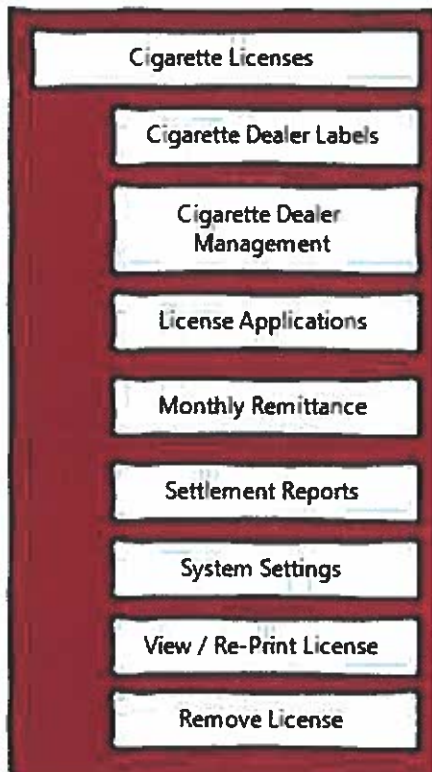 Cigarette Licenses
Cigarette Dealer Labels
Cigarette Dealer
Management
License Applications
Monthly Remittance
Settlement Reports
System Settings
View / Re-Print License
Remove License